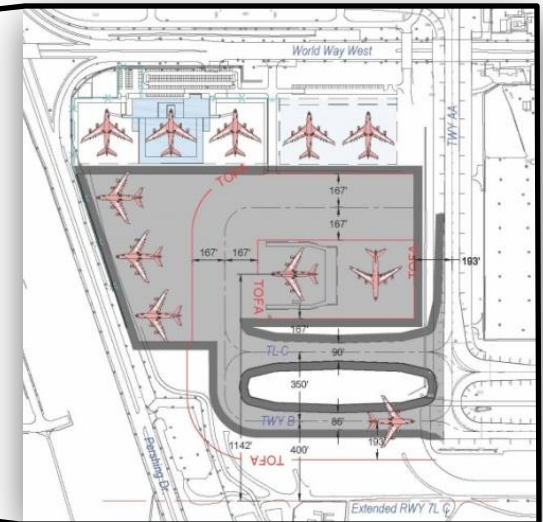 World Way West
TWY AA
TOFA
167'
167'
167'
167'
TOFA
193'
TOFA
TOFA
167'
TL C
90'
350'
TWY B
86'
1142'
193'
400'
TOFA
Pershing Dr.
Extended RWY 7L C